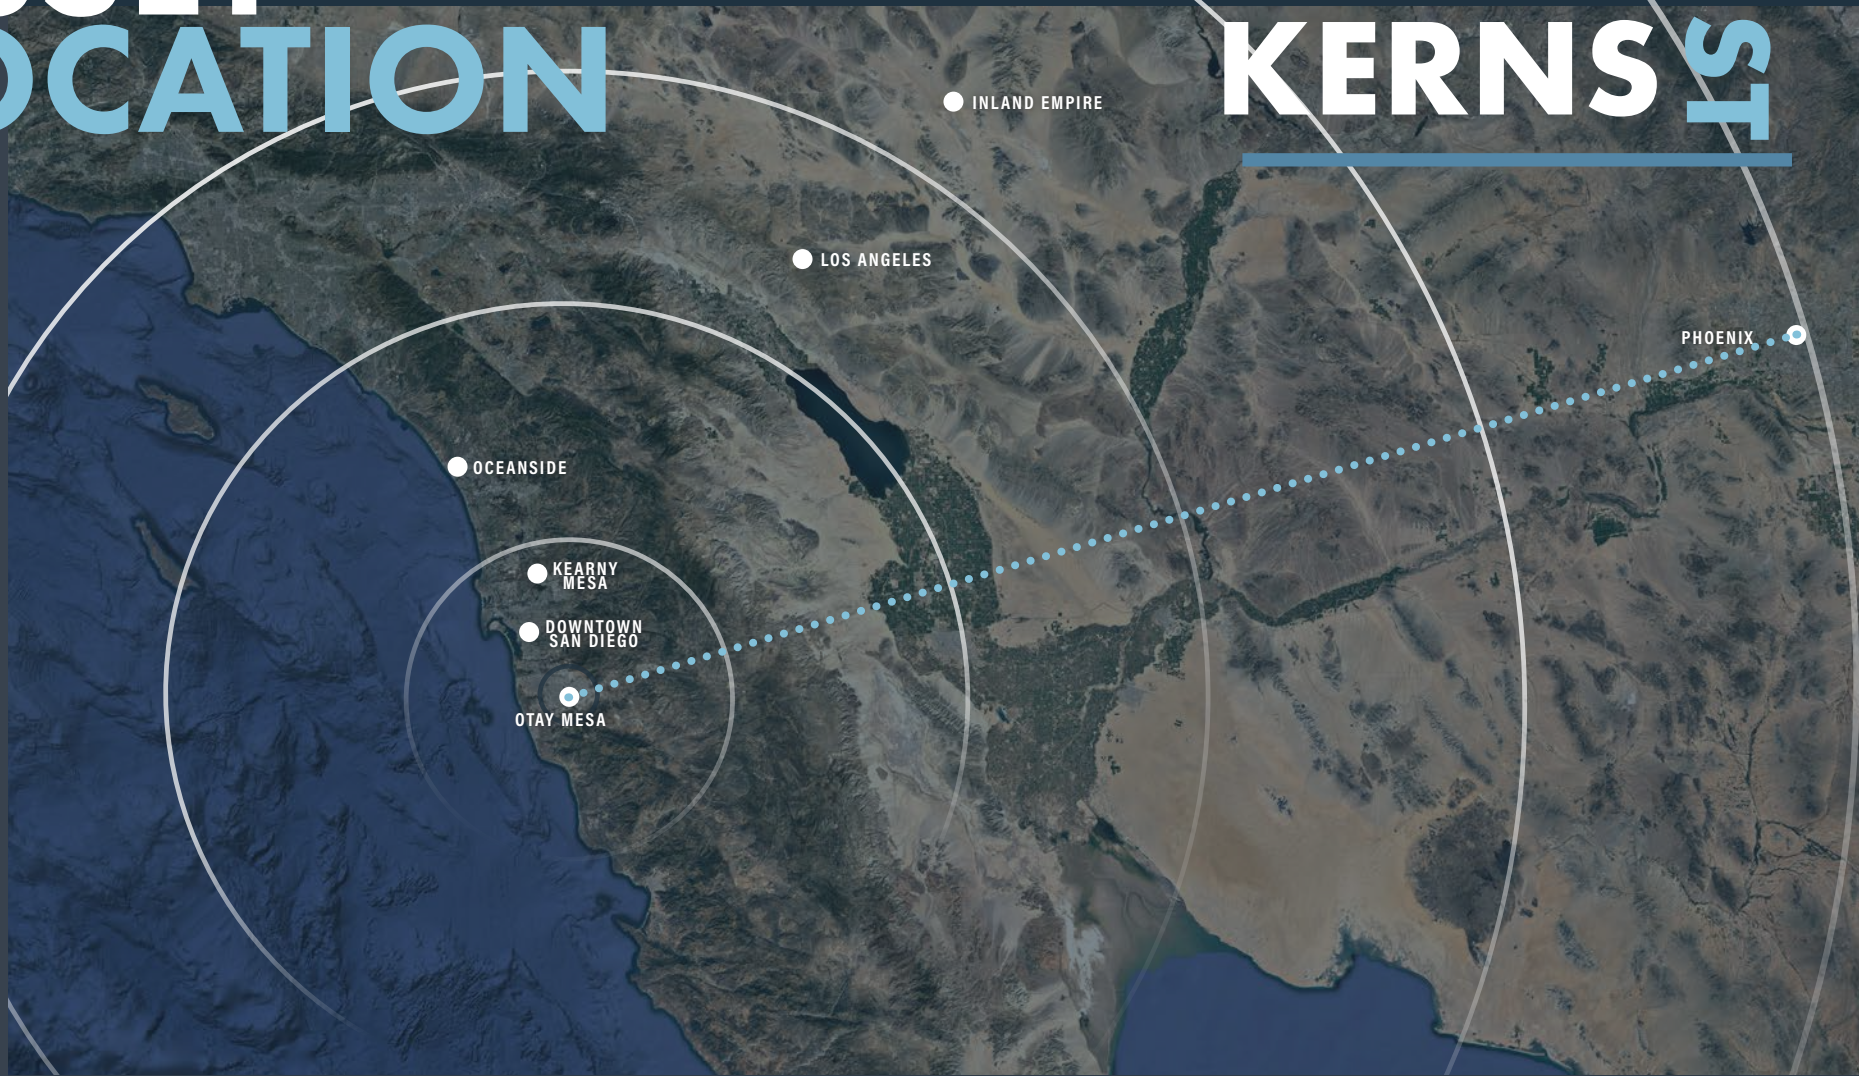 OCATION
KERNS ST
INLAND EMPIRE
LOS ANGELES
PHOENIX
OCEANSIDE
KEARNY
MESA
DOWNTOWN
SAN DIEGO
OTAY MESA